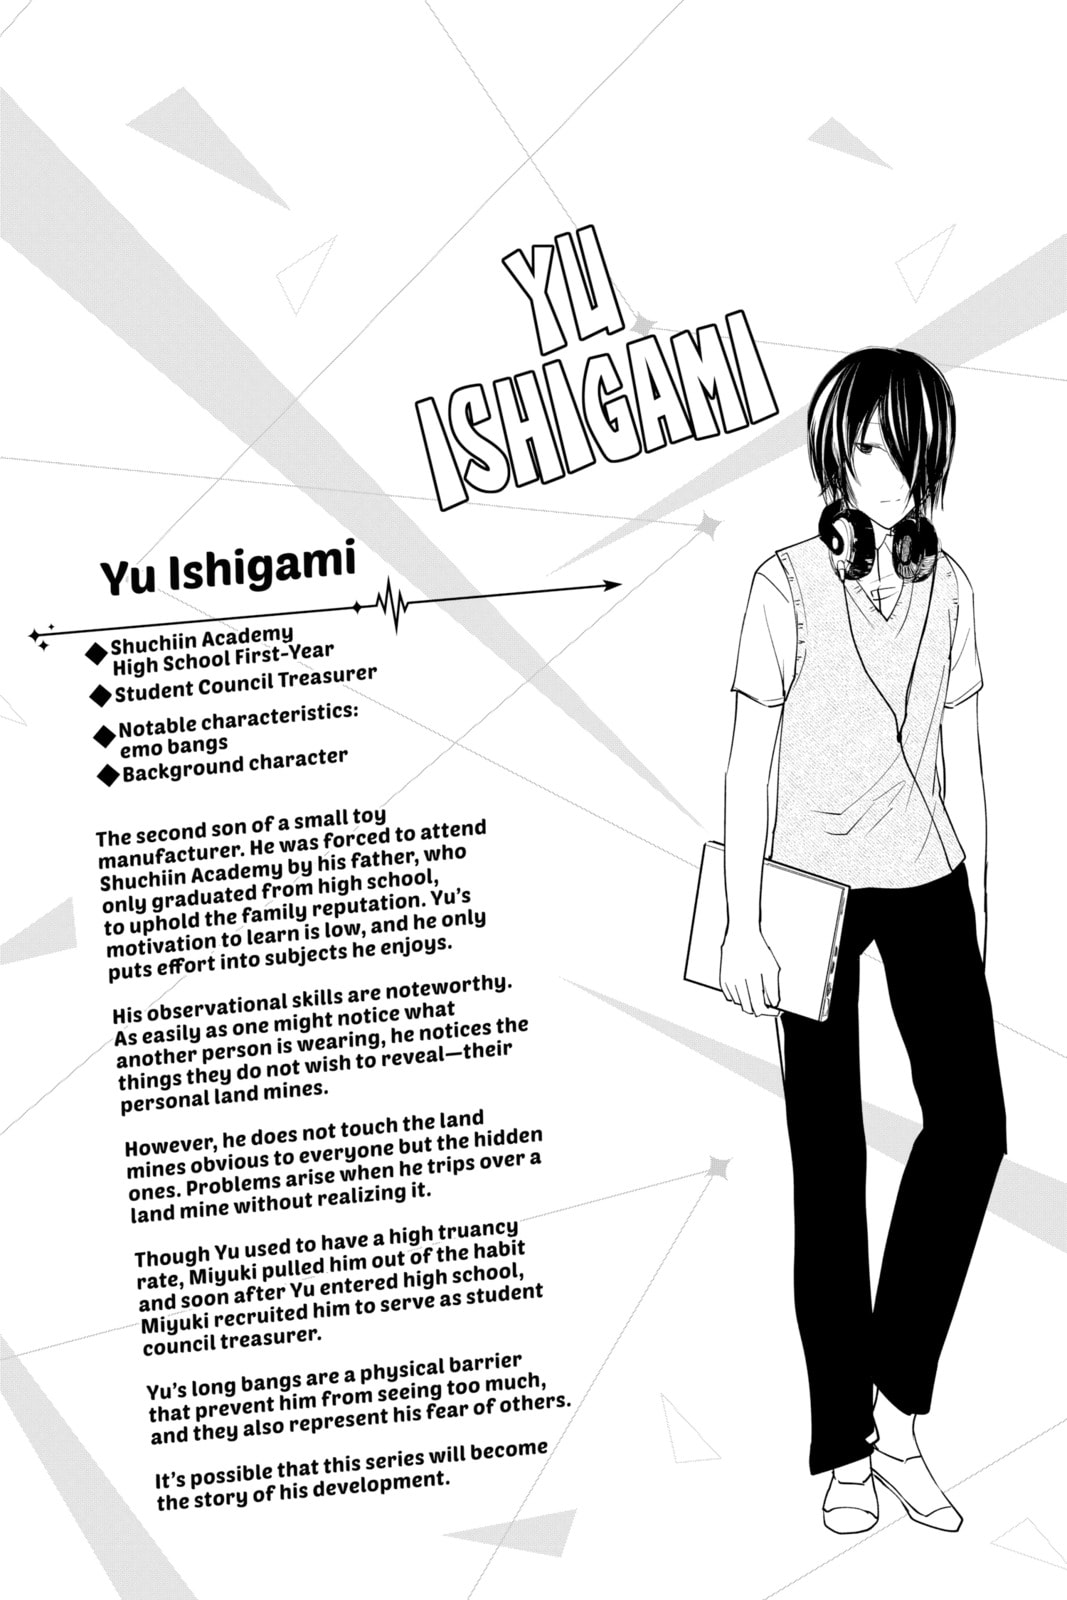 YU
ISHIGAMI
Yu Ishigami
Shuchiin Academy
High School First-Year
Student Council Treasurer
Notable characteristics:
emo bangs
Background character
The second son of a small toy
manufacturer. He was forced to attend
Shuchiin Academy by his father, who
only graduated from high school,
to uphold the family reputation. Yu's
motivation to learn is low, and he only
puts effort into subjects he enjoys.
His observational skills are noteworthy.
As easily as one might notice what
another person is wearing, he notices the
things they do not wish to reveal—their
personal land mines.
However, he does not touch the land
mines obvious to everyone but the hidden
ones. Problems arise when he trips over a
land mine without realizing it.
Though Yu used to have a high truancy
rate, Miyuki pulled him out of the habit
and soon after Yu entered high school,
Miyuki recruited him to serve as student
council treasurer.
Yu's long bangs are a physical barrier
that prevent him from seeing too much,
and they also represent his fear of others.
It's possible that this series will become
the story of his development.